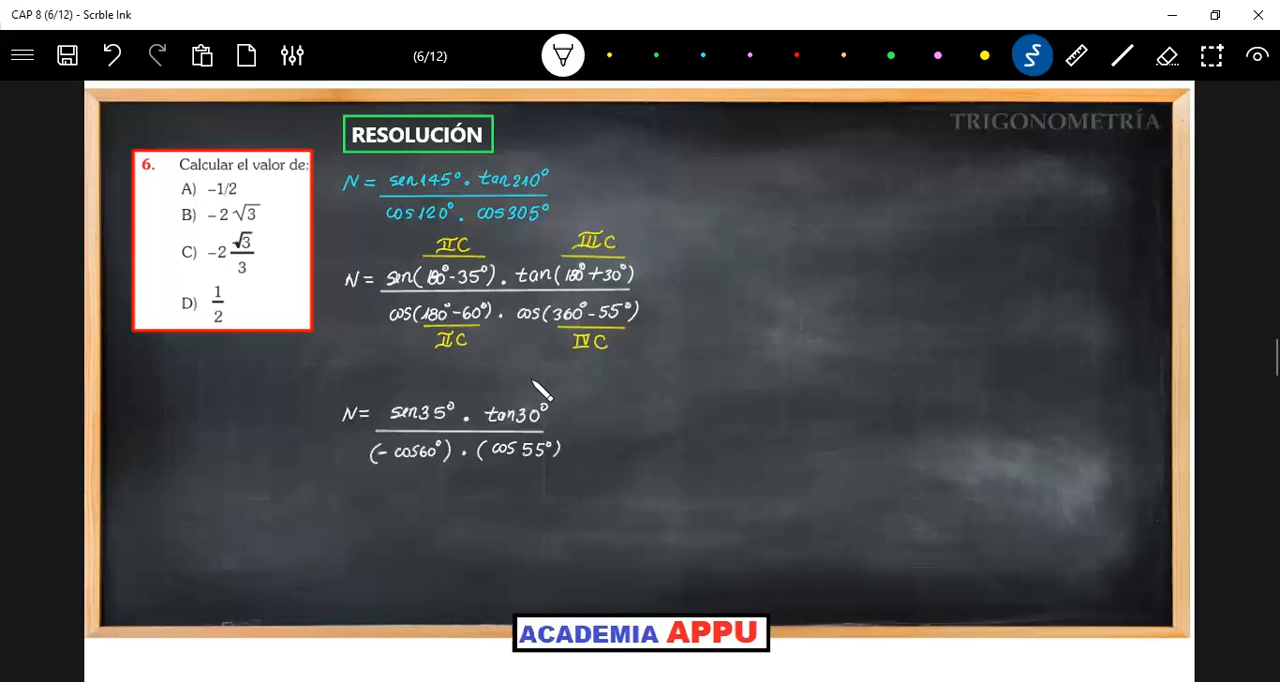 CAP 8 (6/12) - Scrble Ink
(6/12)
TRIGONOMETRÍA
RESOLUCIÓN
6. Calcular el valor de:
A) -1/2
B) -2√3
C) -2 √3/3
D) 1/2
N = sen145° . tan210°
cos120° . cos305°
IIC IIIC
N = sen(180°-35°) . tan(180°+30°)
cos(180°-60°) . cos(360°-55°)
IIC IVC
N = sen35° . tan30°
(-cos60°) . (cos55°)
ACADEMIA APPU